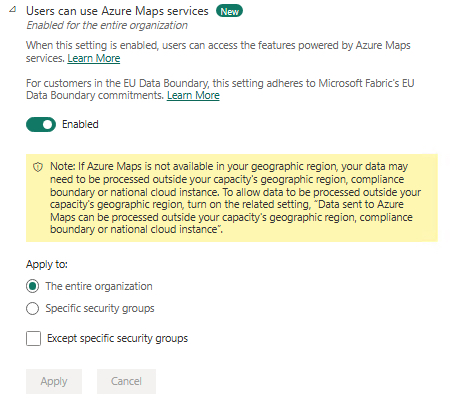 Users can use Azure Maps services New
Enabled for the entire organization
When this setting is enabled, users can access the features powered by Azure Maps
services. Learn More
For customers in the EU Data Boundary, this setting adheres to Microsoft Fabric's EU
Data Boundary commitments. Learn More
Enabled
Note: If Azure Maps is not available in your geographic region, your data may
need to be processed outside your capacity's geographic region, compliance
boundary or national cloud instance. To allow data to be processed outside your
capacity's geographic region, turn on the related setting, "Data sent to Azure
Maps can be processed outside your capacity's geographic region, compliance
boundary or national cloud instance".
Apply to:
The entire organization
Specific security groups
Except specific security groups
Apply Cancel